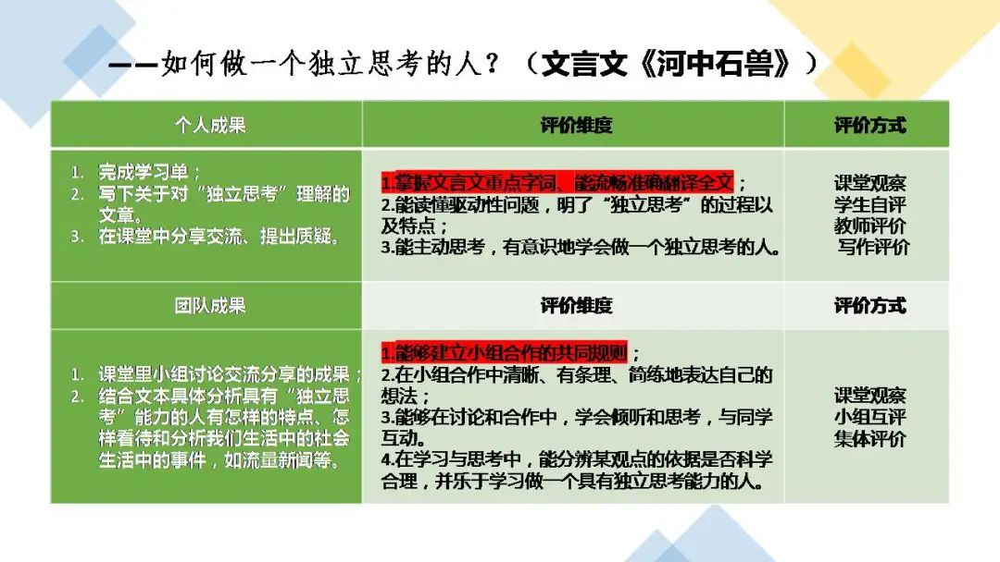 ——如何做一个独立思考的人？（文言文《河中石兽》）
个人成果
评价维度
评价方式
1. 完成学习单；
2. 写下关于对“独立思考”理解的
文章。
3. 在课堂中分享交流、提出质疑。
1.掌握文言文重点字词、能流畅准确翻译全文；
2.能读懂驱动性问题，明了“独立思考”的过程以
及特点；
3.能主动思考，有意识地学会做一个独立思考的人。
课堂观察
学生自评
教师评价
写作评价
团队成果
评价维度
评价方式
1. 课堂里小组讨论交流分享的成果；
2. 结合文本具体分析具有“独立思
考”能力的人有怎样的特点、怎
样看待和分析我们生活中的社会
生活中的事件，如流量新闻等。
1.能够建立小组合作的共同规则；
2.在小组合作中清晰、有条理、简练地表达自己的
想法；
3.能够在讨论和合作中，学会倾听和思考，与同学
互动。
4.在学习与思考中，能分辨某观点的依据是否科学
合理，并乐于学习做一个具有独立思考能力的人。
课堂观察
小组互评
集体评价